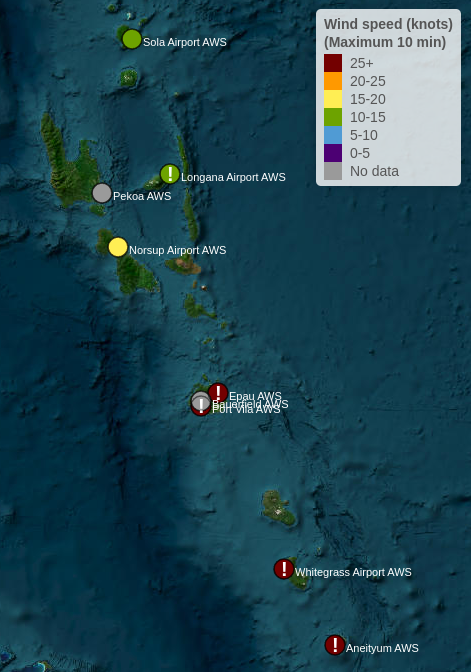 Wind speed (knots)
(Maximum 10 min)
25+
20-25
15-20
10-15
5-10
0-5
No data
Sola Airport AWS
! Longana Airport AWS
Pekoa AWS
Norsup Airport AWS
! Epau AWS
Bauerfield AWS
! Port Vila AWS
! Whitegrass Airport AWS
! Aneityum AWS